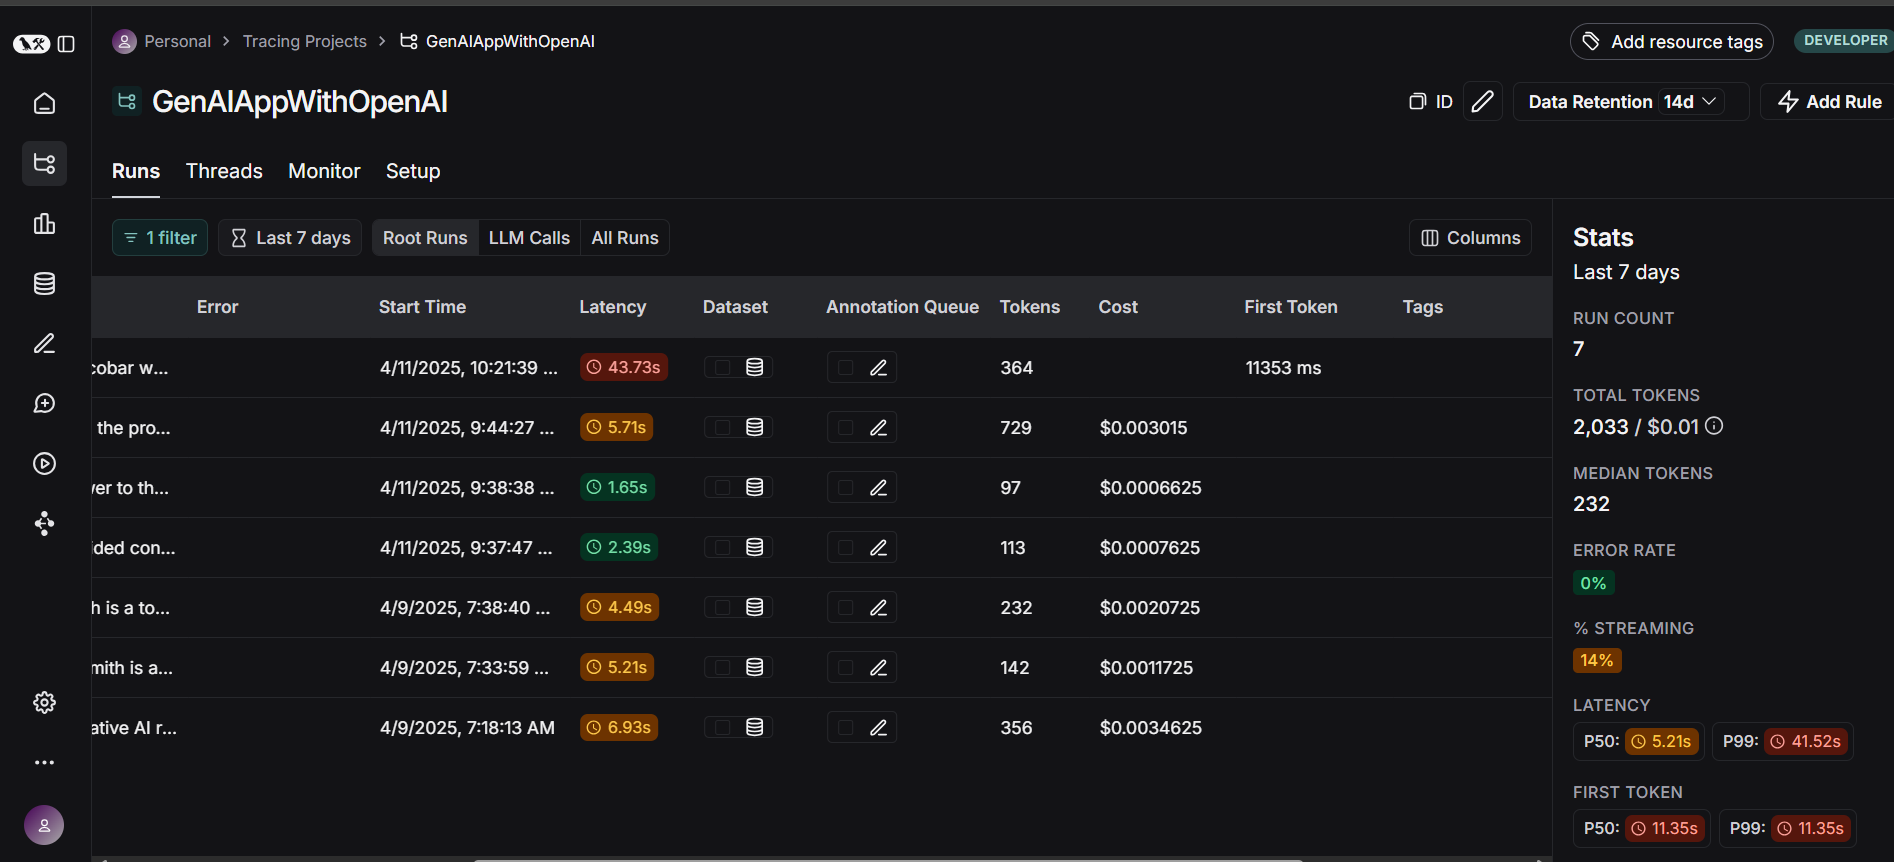 Personal > Tracing Projects > GenAIAppWithOpenAI
Add resource tags
DEVELOPER
GenAIAppWithOpenAI
ID
Data Retention 14d
Add Rule
Runs Threads Monitor Setup
1 filter Last 7 days Root Runs LLM Calls All Runs Columns
Error Start Time Latency Dataset Annotation Queue Tokens Cost First Token Tags
cobar w... 4/11/2025, 10:21:39 ... 43.73s 364 11353 ms
the pro... 4/11/2025, 9:44:27 ... 5.71s 729 $0.003015
ver to th... 4/11/2025, 9:38:38 ... 1.65s 97 $0.0006625
ided con... 4/11/2025, 9:37:47 ... 2.39s 113 $0.0007625
h is a to... 4/9/2025, 7:38:40 ... 4.49s 232 $0.0020725
mith is a... 4/9/2025, 7:33:59 ... 5.21s 142 $0.0011725
ative AI r... 4/9/2025, 7:18:13 AM 6.93s 356 $0.0034625
Stats
Last 7 days
RUN COUNT
7
TOTAL TOKENS
2,033 / $0.01
MEDIAN TOKENS
232
ERROR RATE
0%
% STREAMING
14%
LATENCY
P50: 5.21s P99: 41.52s
FIRST TOKEN
P50: 11.35s P99: 11.35s